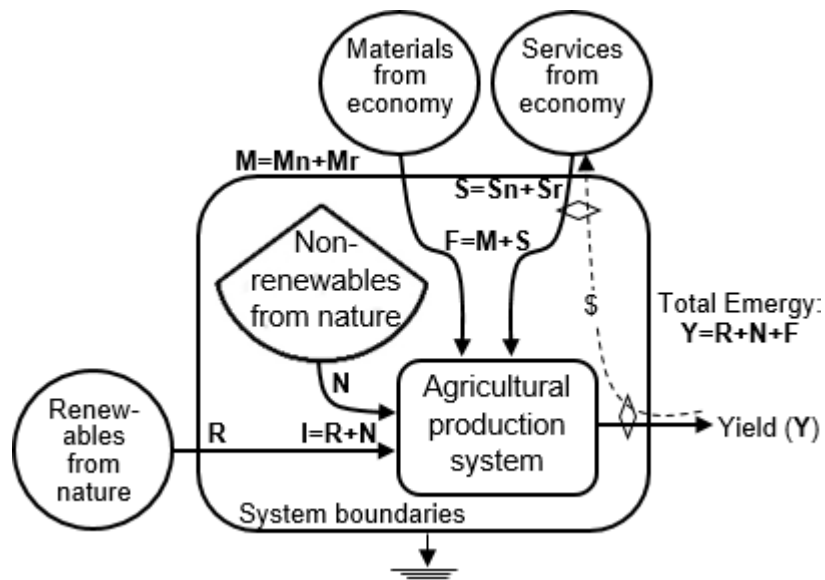 Materials
from
economy
Services
from
economy
M=Mn+Mr
S=Sn+Sr
Non-
renewables
from nature
F=M+S
$
Total Emergy:
Y=R+N+F
N
Agricultural
production
system
Renew-
ables
from
nature
R
I=R+N
Yield (Y)
System boundaries